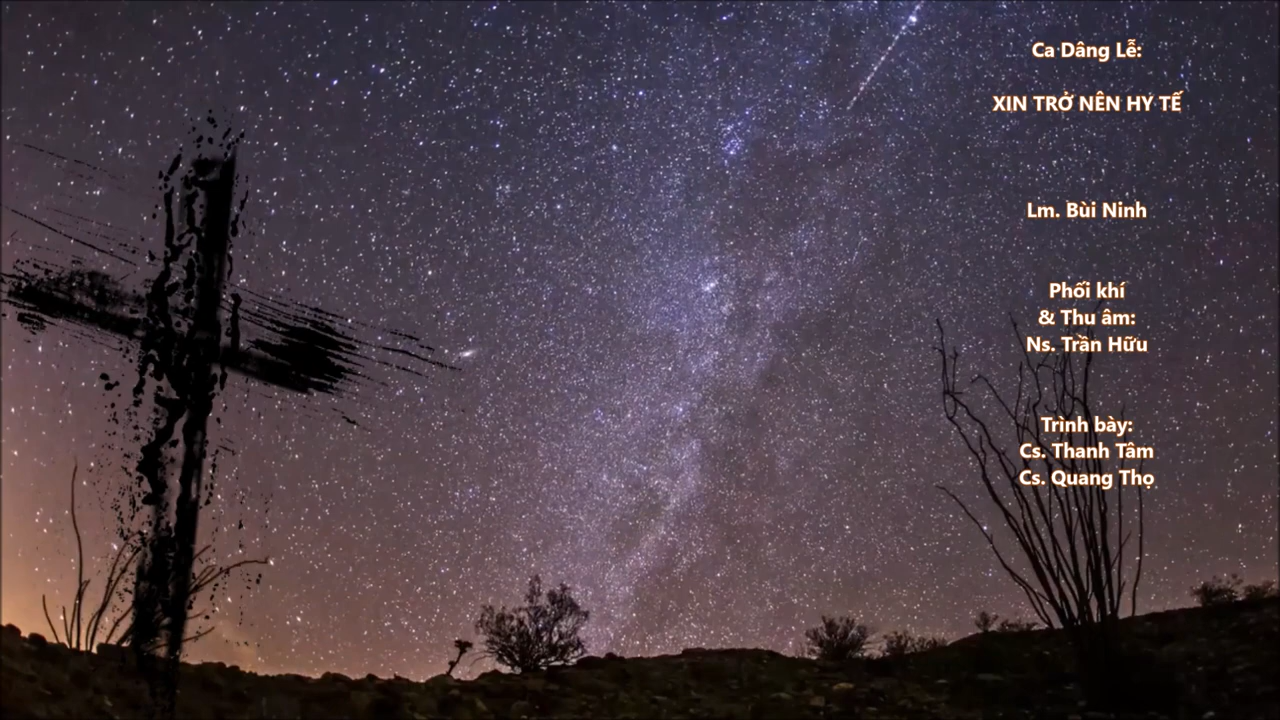 Ca Dâng Lễ:
XIN TRỞ NÊN HY TẾ
Lm. Bùi Ninh
Phối khí
& Thu âm:
Ns. Trần Hữu
Trình bày:
Cs. Thanh Tâm
Cs. Quang Thọ